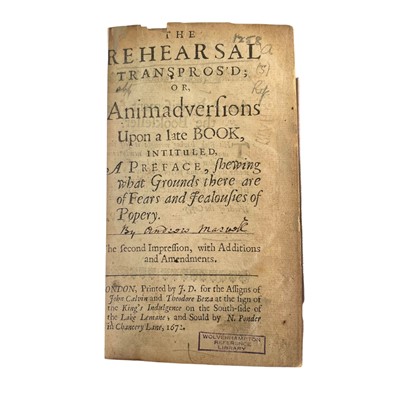 THE
REHEARSAL
TRANSPROS'D;
OR,
Animadversions
Upon a late BOOK,
INTITULED,
A PREFACE, shewing
what Grounds there are
of Fears and Jealousies of
Popery.
By Andrew Marvell
The second Impression, with Additions
and Amendments.
LONDON, Printed by J. D. for the Assigns of
John Calvin and Theodore Beza at the sign of
the King's Indulgence on the South-side of
the Lake Lemane; and Sould by N. Ponder
in Chancery Lane, 1672.
WOLVERHAMPTON
REFERENCE
LIBRARY